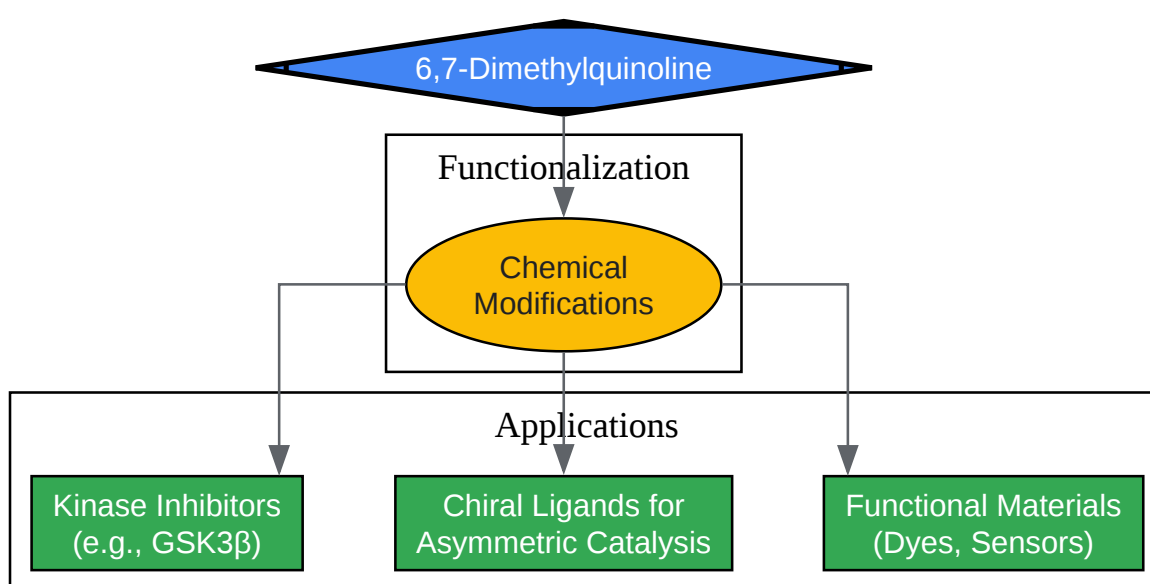 6,7-Dimethylquinoline
Functionalization
Chemical
Modifications
Applications
Kinase Inhibitors
(e.g., GSK3β)
Chiral Ligands for
Asymmetric Catalysis
Functional Materials
(Dyes, Sensors)